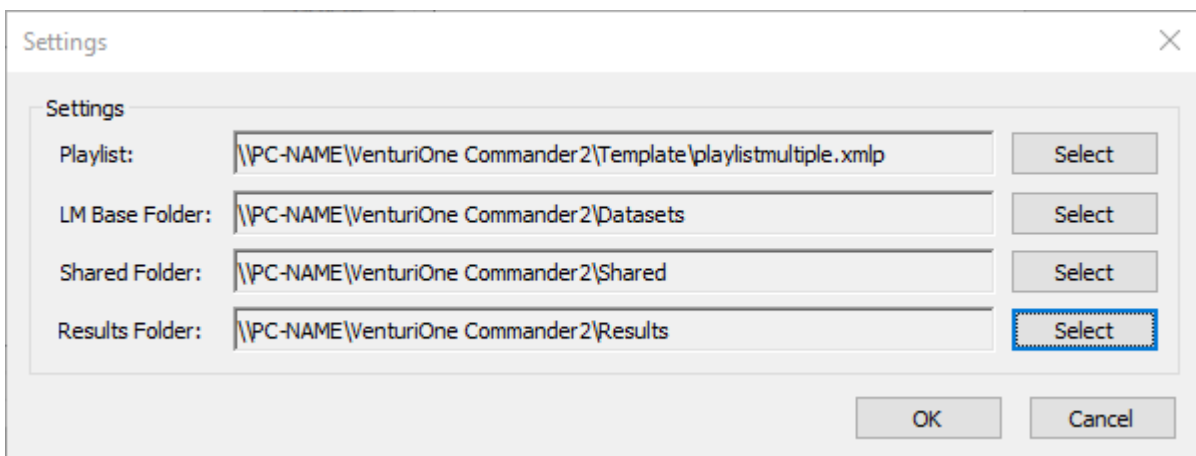 Settings
Settings
Playlist: \\PC-NAME\VenturiOne Commander2\Template\playlistmultiple.xmlp Select
LM Base Folder: \\PC-NAME\VenturiOne Commander2\Datasets Select
Shared Folder: \\PC-NAME\VenturiOne Commander2\Shared Select
Results Folder: \\PC-NAME\VenturiOne Commander2\Results Select
OK Cancel